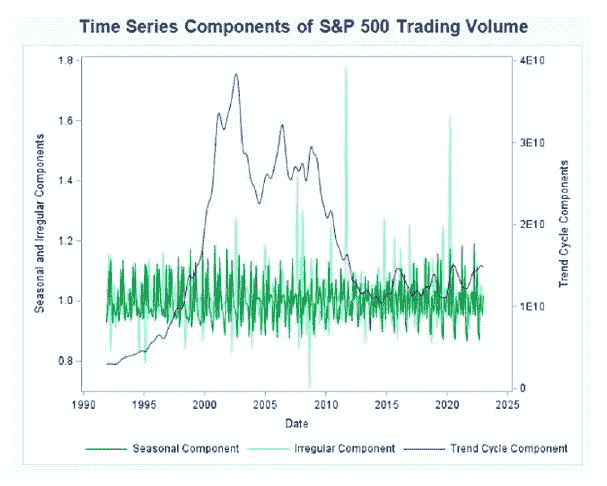 Time Series Components of S&P 500 Trading Volume
1.8
1.6
1.4
1.2
1.0
0.8
Seasonal and Irregular Components
4E10
3E10
2E10
1E10
0
Trend Cycle Components
1990 1995 2000 2005 2010 2015 2020 2025
Date
Seasonal Component Irregular Component Trend Cycle Component